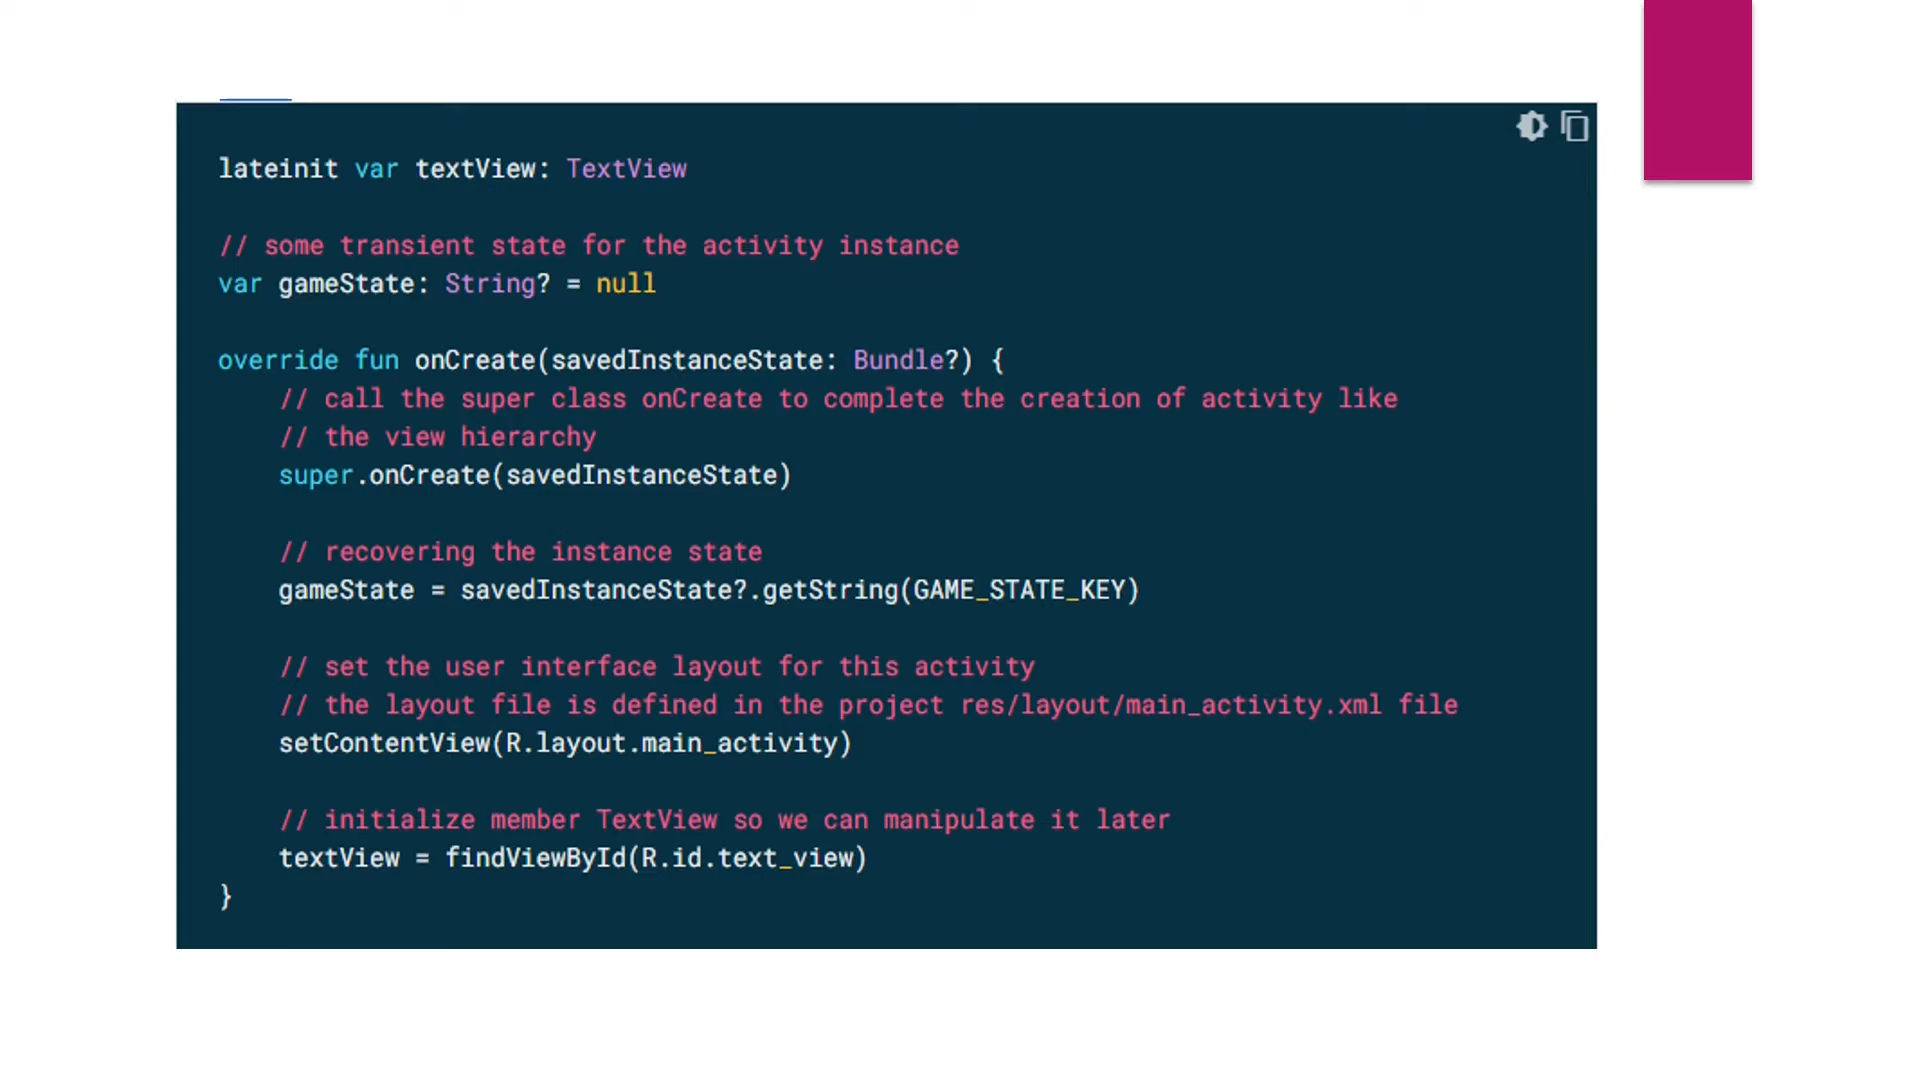 lateinit var textView: TextView
// some transient state for the activity instance
var gameState: String? = null
override fun onCreate(savedInstanceState: Bundle?) {
// call the super class onCreate to complete the creation of activity like
// the view hierarchy
super.onCreate(savedInstanceState)
// recovering the instance state
gameState = savedInstanceState?.getString(GAME_STATE_KEY)
// set the user interface layout for this activity
// the layout file is defined in the project res/layout/main_activity.xml file
setContentView(R.layout.main_activity)
// initialize member TextView so we can manipulate it later
textView = findViewById(R.id.text_view)
}